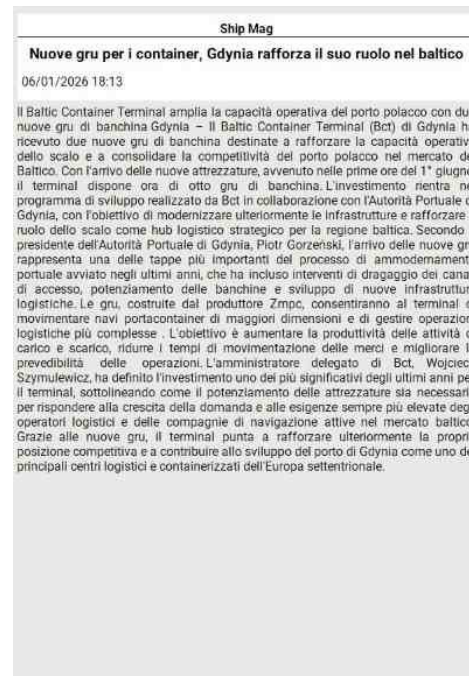 Ship Mag
Nuove gru per i container, Gdynia rafforza il suo ruolo nel baltico
06/01/2026 18:13
Il Baltic Container Terminal amplia la capacità operativa del porto polacco con du
nuove gru di banchina Gdynia – Il Baltic Container Terminal (Bct) di Gdynia h
ricevuto due nuove gru di banchina destinate a rafforzare la capacità operativ
dello scalo e a consolidare la competitività del porto polacco nel mercato de
Baltico. Con l'arrivo delle nuove attrezzature, avvenuto nelle prime ore del 1° giugn
il terminal dispone ora di otto gru di banchina. L'investimento rientra ne
programma di sviluppo realizzato da Bct in collaborazione con l'Autorità Portuale d
Gdynia, con l'obiettivo di modernizzare ulteriormente le infrastrutture e rafforzare i
ruolo dello scalo come hub logistico strategico per la regione baltica. Secondo i
presidente dell'Autorità Portuale di Gdynia, Piotr Gorzeński, l'arrivo delle nuove gr
rappresenta una delle tappe più importanti del processo di ammodernament
portuale avviato negli ultimi anni, che ha incluso interventi di dragaggio dei cana
di accesso, potenziamento delle banchine e sviluppo di nuove infrastruttur
logistiche. Le gru, costruite dal produttore Zmpc, consentiranno al terminal d
movimentare navi portacontainer di maggiori dimensioni e di gestire operazion
logistiche più complesse . L'obiettivo è aumentare la produttività delle attività d
carico e scarico, ridurre i tempi di movimentazione delle merci e migliorare l
prevedibilità delle operazioni. L'amministratore delegato di Bct, Wojciec
Szymulewicz, ha definito l'investimento uno dei più significativi degli ultimi anni pe
il terminal, sottolineando come il potenziamento delle attrezzature sia necessari
per rispondere alla crescita della domanda e alle esigenze sempre più elevate deg
operatori logistici e delle compagnie di navigazione attive nel mercato baltico
Grazie alle nuove gru, il terminal punta a rafforzare ulteriormente la propri
posizione competitiva e a contribuire allo sviluppo del porto di Gdynia come uno de
principali centri logistici e containerizzati dell'Europa settentrionale.